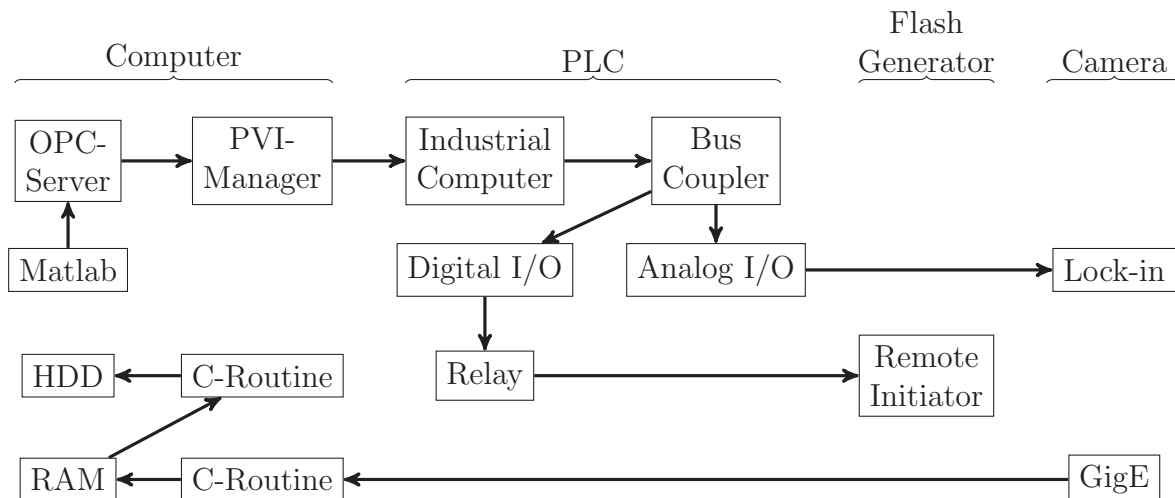 Computer
PLC
Flash
Generator
Camera
OPC-
Server
PVI-
Manager
Industrial
Computer
Bus
Coupler
Matlab
Digital I/O
Analog I/O
Lock-in
HDD
C-Routine
Relay
Remote
Initiator
RAM
C-Routine
GigE